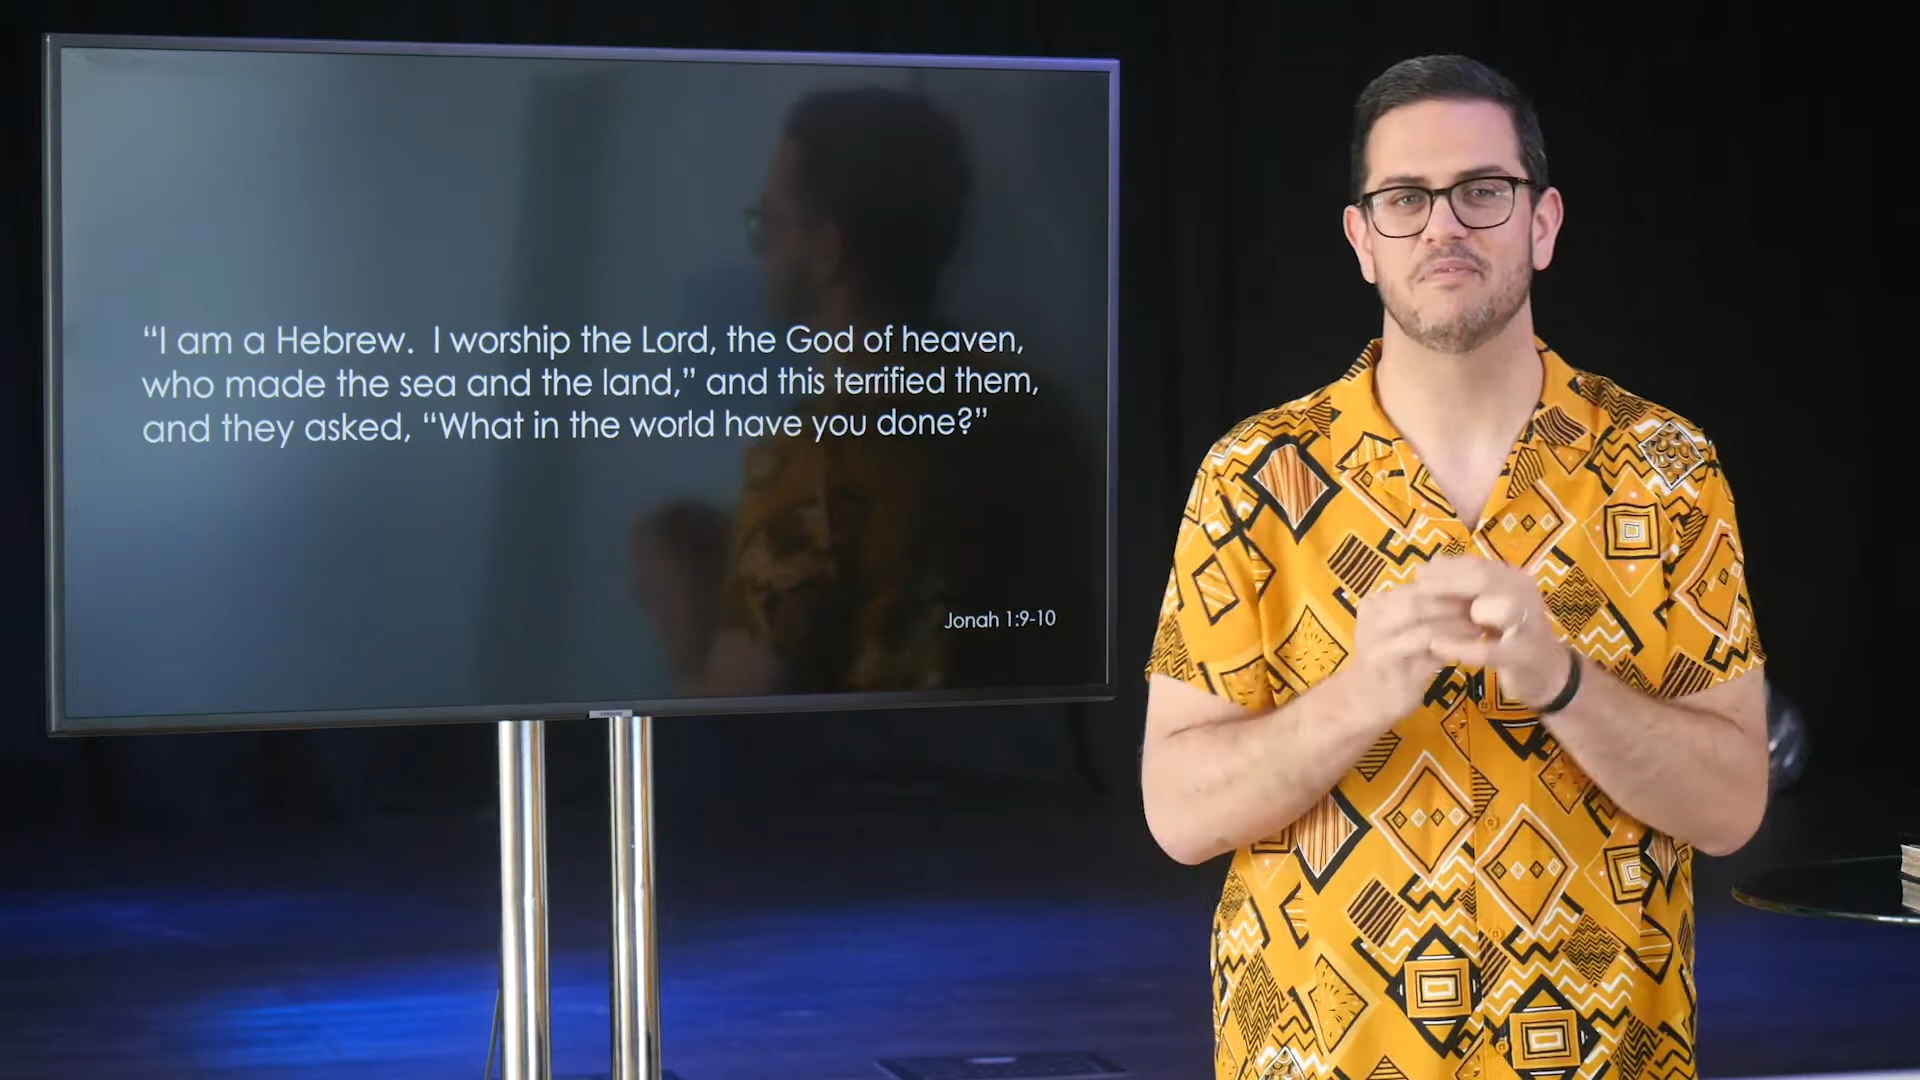 “I am a Hebrew.  I worship the Lord, the God of heaven,
who made the sea and the land,” and this terrified them,
and they asked, “What in the world have you done?”
Jonah 1:9-10
SAMSUNG